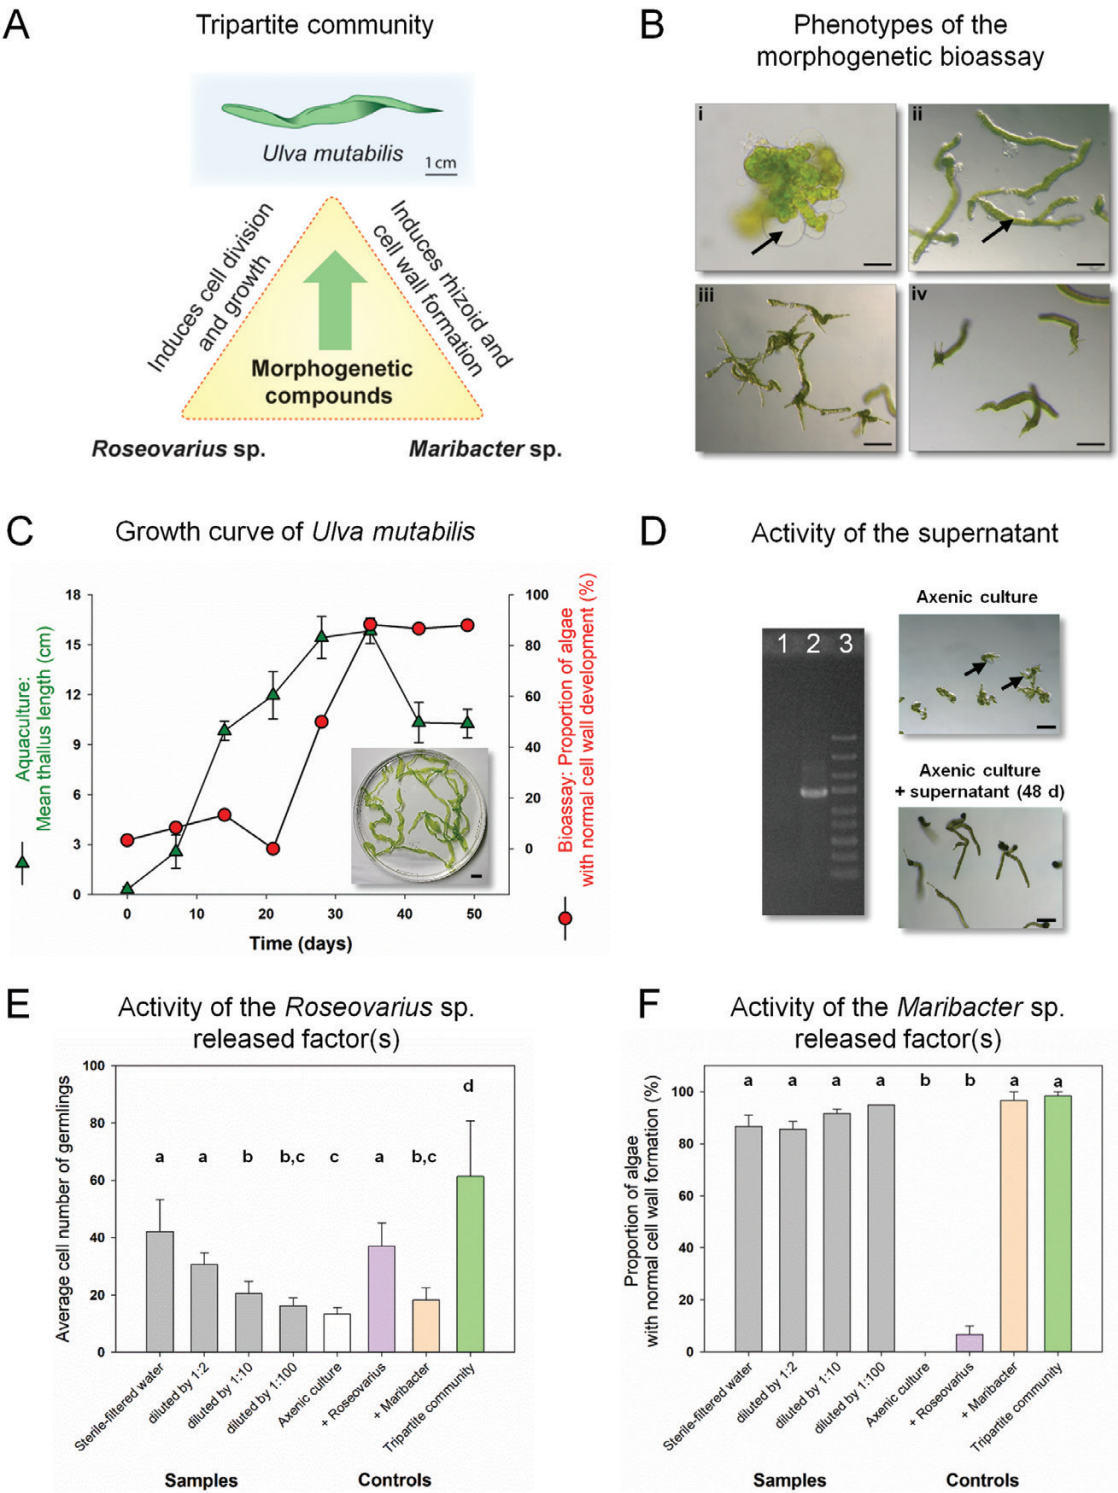 A
Tripartite community
Ulva mutabilis
1 cm
Induces cell division
and growth
Induces rhizoid and
cell wall formation
Morphogenetic
compounds
Roseovarius sp.
Maribacter sp.
B
Phenotypes of the
morphogenetic bioassay
i
ii
iii
iv
C
Growth curve of Ulva mutabilis
Aquaculture:
Mean thallus length (cm)
18
15
12
9
6
3
0
0
10
20
30
40
50
Time (days)
100
80
60
40
20
0
Bioassay: Proportion of algae
with normal cell wall development (%)
D
Activity of the supernatant
1 2 3
Axenic culture
Axenic culture
+ supernatant (48 d)
E
Activity of the Roseovarius sp.
released factor(s)
Average cell number of germlings
100
80
60
40
20
0
a
a
b
b,c
c
a
b,c
d
Sterile-filtered water
diluted by 1:2
diluted by 1:10
diluted by 1:100
Axenic culture
+ Roseovarius
+ Maribacter
Tripartite community
Samples
Controls
F
Activity of the Maribacter sp.
released factor(s)
Proportion of algae
with normal cell wall formation (%)
100
80
60
40
20
0
a
a
a
a
b
b
a
a
Sterile-filtered water
diluted by 1:2
diluted by 1:10
diluted by 1:100
Axenic culture
+ Roseovarius
+ Maribacter
Tripartite community
Samples
Controls